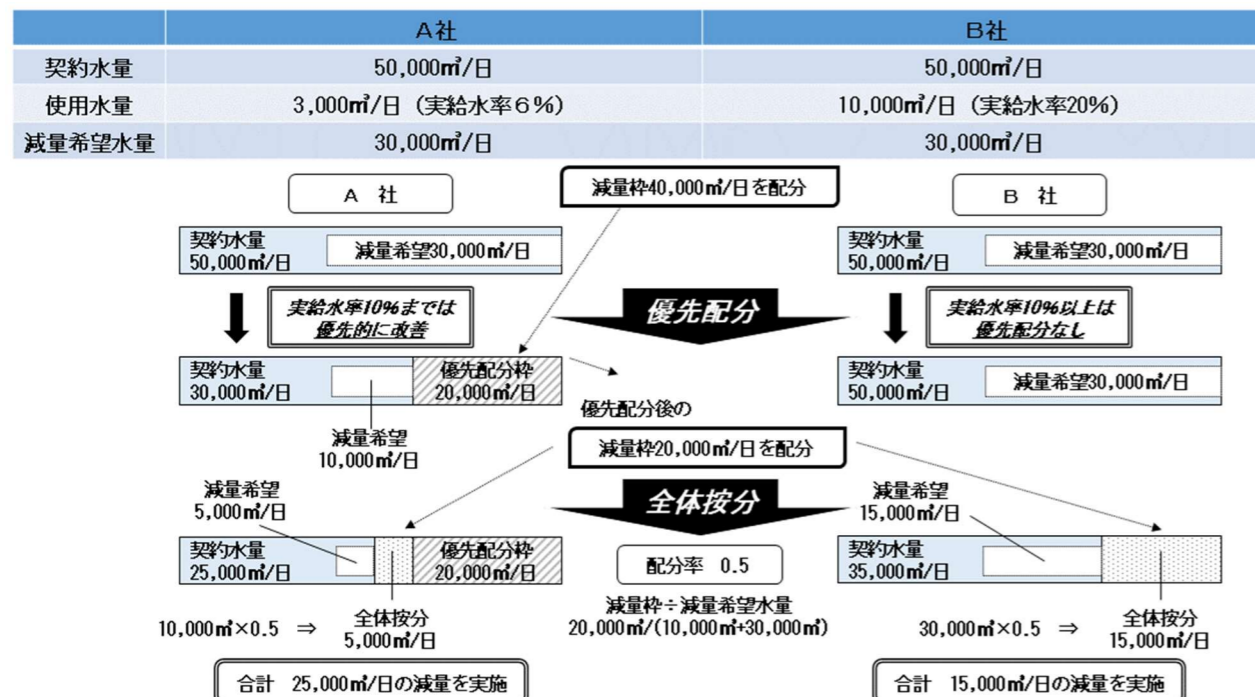 A社 B社
契約水量 50,000㎥/日 50,000㎥/日
使用水量 3,000㎥/日（実給水率６％） 10,000㎥/日（実給水率20%）
減量希望水量 30,000㎥/日 30,000㎥/日
A 社
減量枠40,000㎥/日を配分
B 社
契約水量
50,000㎥/日
減量希望30,000㎥/日
契約水量
50,000㎥/日
減量希望30,000㎥/日
実給水率10%までは
優先的に改善
優先配分
実給水率10%以上は
優先配分なし
契約水量
30,000㎥/日
優先配分枠
20,000㎥/日
契約水量
50,000㎥/日
減量希望30,000㎥/日
減量希望
10,000㎥/日
優先配分後の
減量枠20,000㎥/日を配分
減量希望
5,000㎥/日
全体按分
減量希望
15,000㎥/日
契約水量
25,000㎥/日
優先配分枠
20,000㎥/日
配分率 0.5
契約水量
35,000㎥/日
10,000㎥×0.5 ⇒ 全体按分
5,000㎥/日
減量枠÷減量希望水量
20,000㎥/(10,000㎥+30,000㎥)
30,000㎥×0.5 ⇒ 全体按分
15,000㎥/日
合計 25,000㎥/日の減量を実施
合計 15,000㎥/日の減量を実施